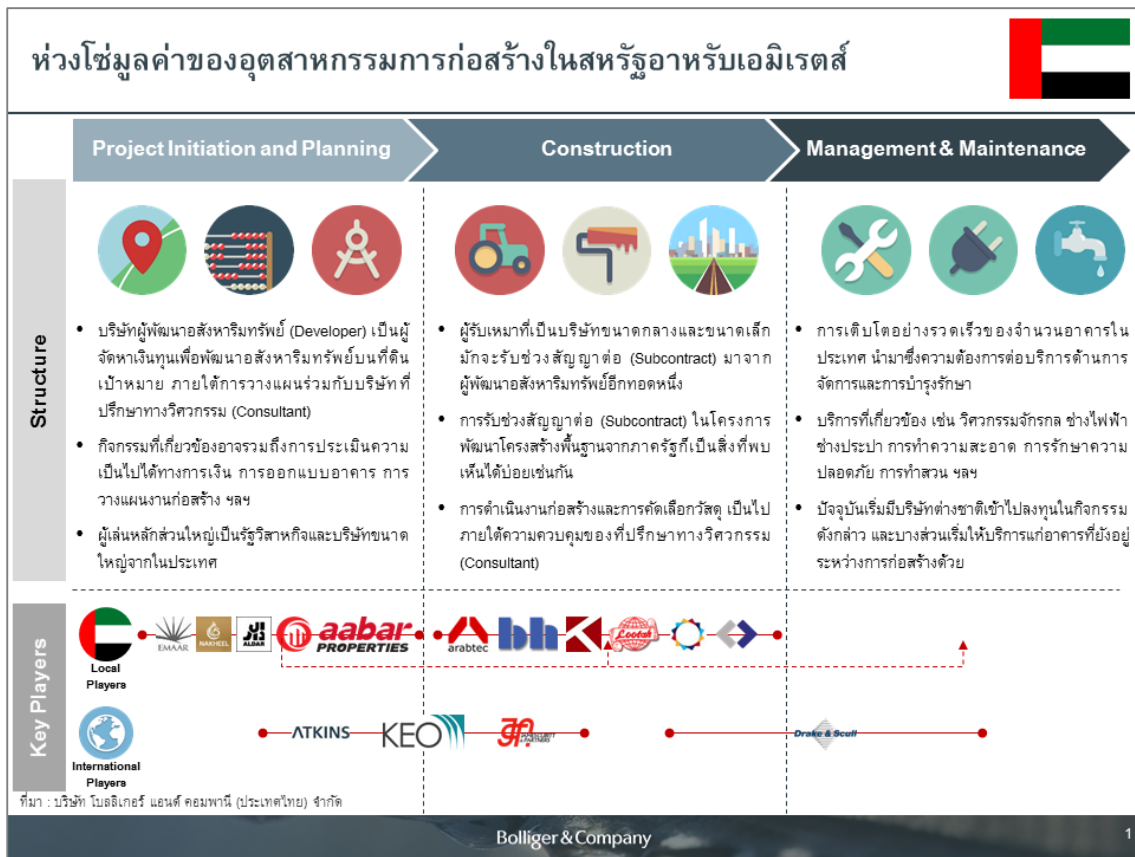 ห่วงโซ่มูลค่าของอุตสาหกรรมการก่อสร้างในสหรัฐอาหรับเอมิเรตส์
Project Initiation and Planning
Construction
Management & Maintenance
Structure
• บริษัทผู้พัฒนาอสังหาริมทรัพย์ (Developer) เป็นผู้
จัดหาเงินทุนเพื่อพัฒนาอสังหาริมทรัพย์บนที่ดิน
เป้าหมาย ภายใต้การวางแผนร่วมกับบริษัทที่
ปรึกษาทางวิศวกรรม (Consultant)
• กิจกรรมที่เกี่ยวข้องอาจรวมถึงการประเมินความ
เป็นไปได้ทางการเงิน การออกแบบอาคาร การ
วางแผนงานก่อสร้าง ฯลฯ
• ผู้เล่นหลักส่วนใหญ่เป็นรัฐวิสาหกิจและบริษัทขนาด
ใหญ่จากในประเทศ
• ผู้รับเหมาที่เป็นบริษัทขนาดกลางและขนาดเล็ก
มักจะรับช่วงสัญญาต่อ (Subcontract) มาจาก
ผู้พัฒนาอสังหาริมทรัพย์อีกทอดหนึ่ง
• การรับช่วงสัญญาต่อ (Subcontract) ในโครงการ
พัฒนาโครงสร้างพื้นฐานจากภาครัฐก็เป็นสิ่งที่พบ
เห็นได้บ่อยเช่นกัน
• การดำเนินงานก่อสร้างและการคัดเลือกวัสดุ เป็นไป
ภายใต้ความควบคุมของที่ปรึกษาทางวิศวกรรม
(Consultant)
• การเติบโตอย่างรวดเร็วของจำนวนอาคารใน
ประเทศ นำมาซึ่งความต้องการต่อบริการด้านการ
จัดการและการบำรุงรักษา
• บริการที่เกี่ยวข้อง เช่น วิศวกรรมจักรกล ช่างไฟฟ้า
ช่างประปา การทำความสะอาด การรักษาความ
ปลอดภัย การทำสวน ฯลฯ
• ปัจจุบันเริ่มมีบริษัทต่างชาติเข้าไปลงทุนในกิจกรรม
ดังกล่าว และบางส่วนเริ่มให้บริการแก่อาคารที่ยังอยู่
ระหว่างการก่อสร้างด้วย
Key Players
Local
Players
EMAAR
NAKHEEL
ALDAR
aabar
PROPERTIES
arabtec
bh
Lootah
International
Players
ATKINS
KEO
& PARTNERS
Drake & Scull
ที่มา : บริษัท โบลลิเกอร์ แอนด์ คอมพานี (ประเทศไทย) จำกัด
Bolliger & Company
1